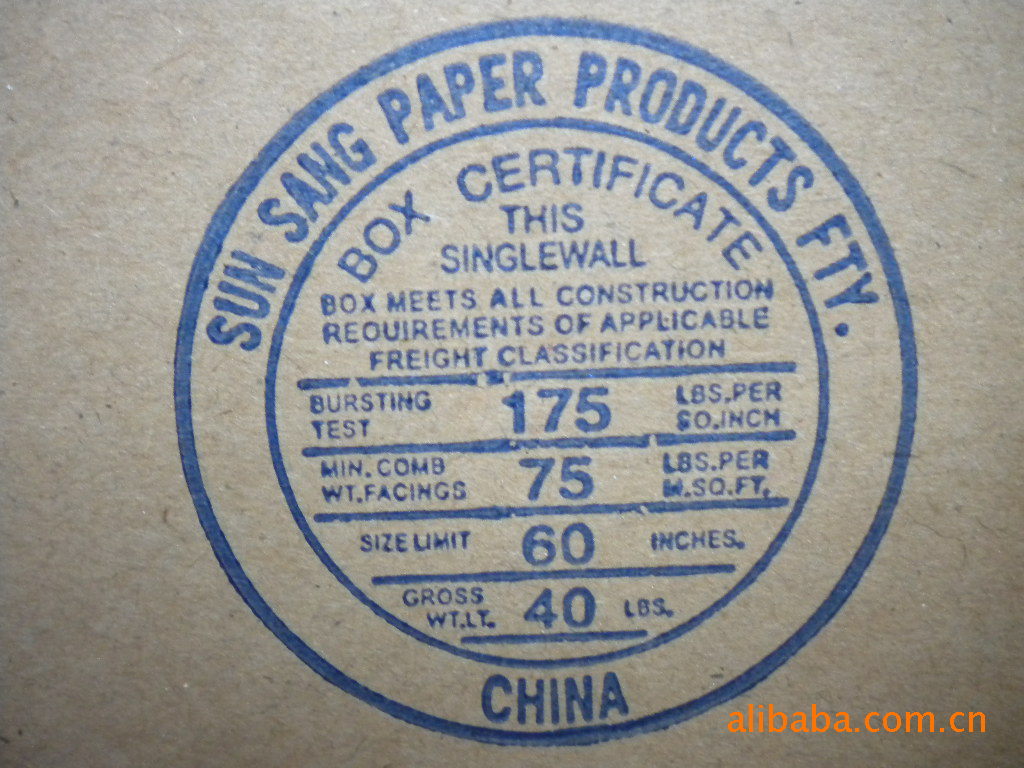 SUN SANG PAPER PRODUCTS FTY.
BOX CERTIFICATE
THIS
SINGLEWALL
BOX MEETS ALL CONSTRUCTION
REQUIREMENTS OF APPLICABLE
FREIGHT CLASSIFICATION
BURSTING TEST 175 LBS.PER SQ.INCH
MIN. COMB WT.FACINGS 75 LBS.PER M.SQ.FT.
SIZE LIMIT 60 INCHES.
GROSS WT.LT. 40 LBS.
CHINA
alibaba.com.cn